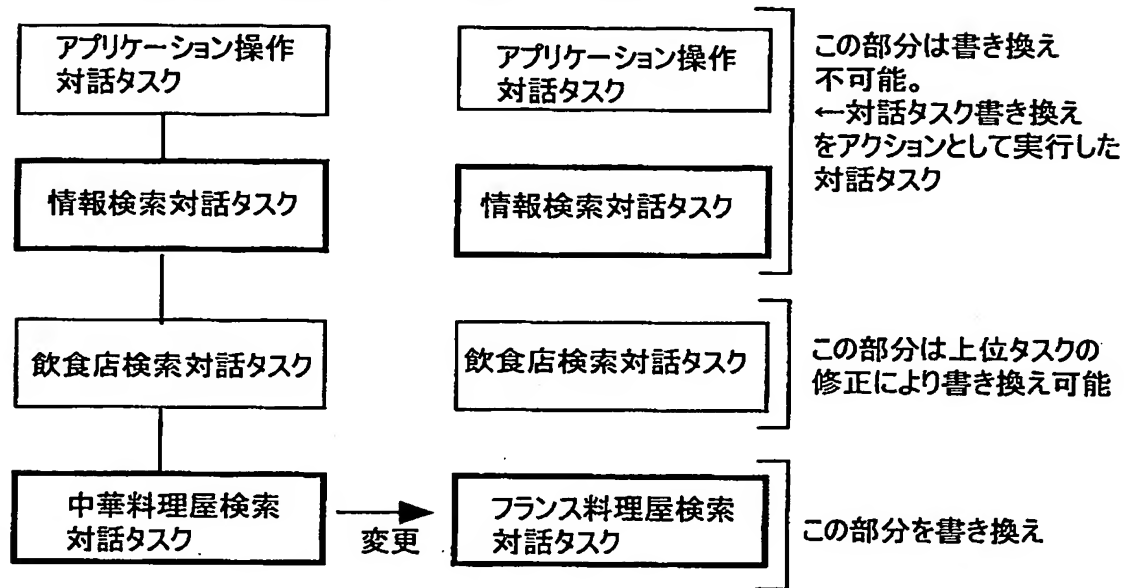 アプリケーション操作
対話タスク
情報検索対話タスク
飲食店検索対話タスク
中華料理屋検索
対話タスク
変更
アプリケーション操作
対話タスク
情報検索対話タスク
飲食店検索対話タスク
フランス料理屋検索
対話タスク
この部分は書き換え
不可能。
←対話タスク書き換え
をアクションとして実行した
対話タスク
この部分は上位タスクの
修正により書き換え可能
この部分を書き換え